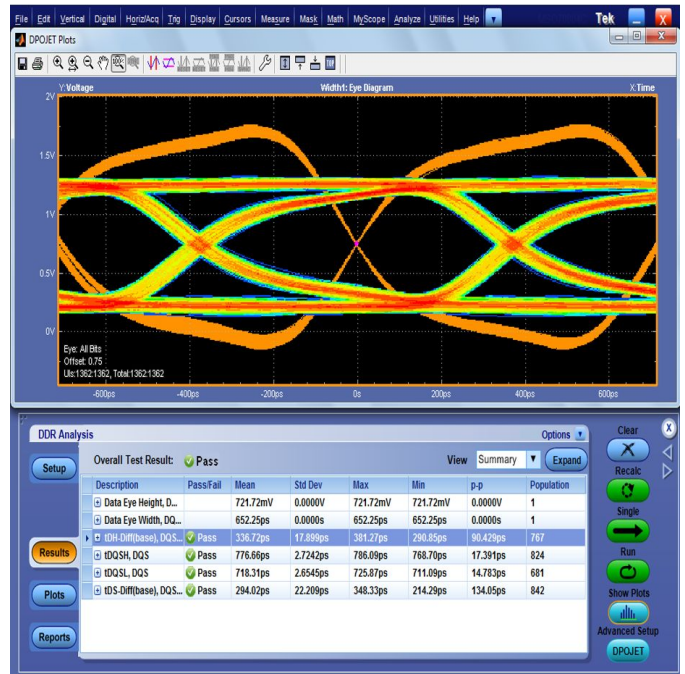 File Edit Vertical Digital Horiz/Acq Trig Display Cursors Measure Mask Math MyScope Analyze Utilities Help Tek X
DPOJET Plots
Y:Voltage Width1: Eye Diagram X:Time
2V
1.5V
1V
0.5V
0V
Eye: All Bits
Offset: 0.75
UIs:1362:1362, Total:1362:1362
-600ps -400ps -200ps 0s 200ps 400ps 600ps
DDR Analysis Options Clear X
Setup Overall Test Result: Pass View Summary Expand
Recalc
Description Pass/Fail Mean Std Dev Max Min p-p Population
Data Eye Height, D... 721.72mV 0.0000V 721.72mV 721.72mV 0.0000V 1
Single
Data Eye Width, DQ... 652.25ps 0.0000s 652.25ps 652.25ps 0.0000s 1
tDH-Diff(base), DQS... Pass 336.72ps 17.899ps 381.27ps 290.85ps 90.429ps 767
Results tDQSH, DQS Pass 776.66ps 2.7242ps 786.09ps 768.70ps 17.391ps 824
Run
tDQSL, DQS Pass 718.31ps 2.6545ps 725.87ps 711.09ps 14.783ps 681
tDS-Diff(base), DQS... Pass 294.02ps 22.209ps 348.33ps 214.29ps 134.05ps 842
Plots Show Plots
Reports Advanced Setup
DPOJET